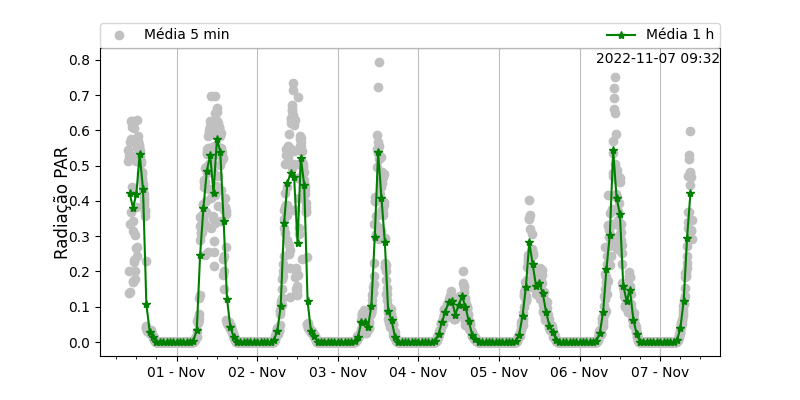 Média 5 min
Média 1 h
2022-11-07 09:32
Radiação PAR
0.8
0.7
0.6
0.5
0.4
0.3
0.2
0.1
0.0
01 - Nov
02 - Nov
03 - Nov
04 - Nov
05 - Nov
06 - Nov
07 - Nov